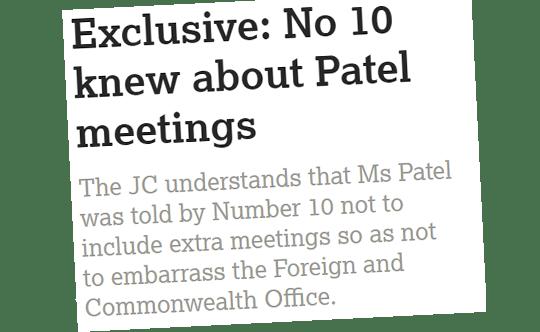 Exclusive: No 10
knew about Patel
meetings
The JC understands that Ms Patel
was told by Number 10 not to
include extra meetings so as not
to embarrass the Foreign and
Commonwealth Office.